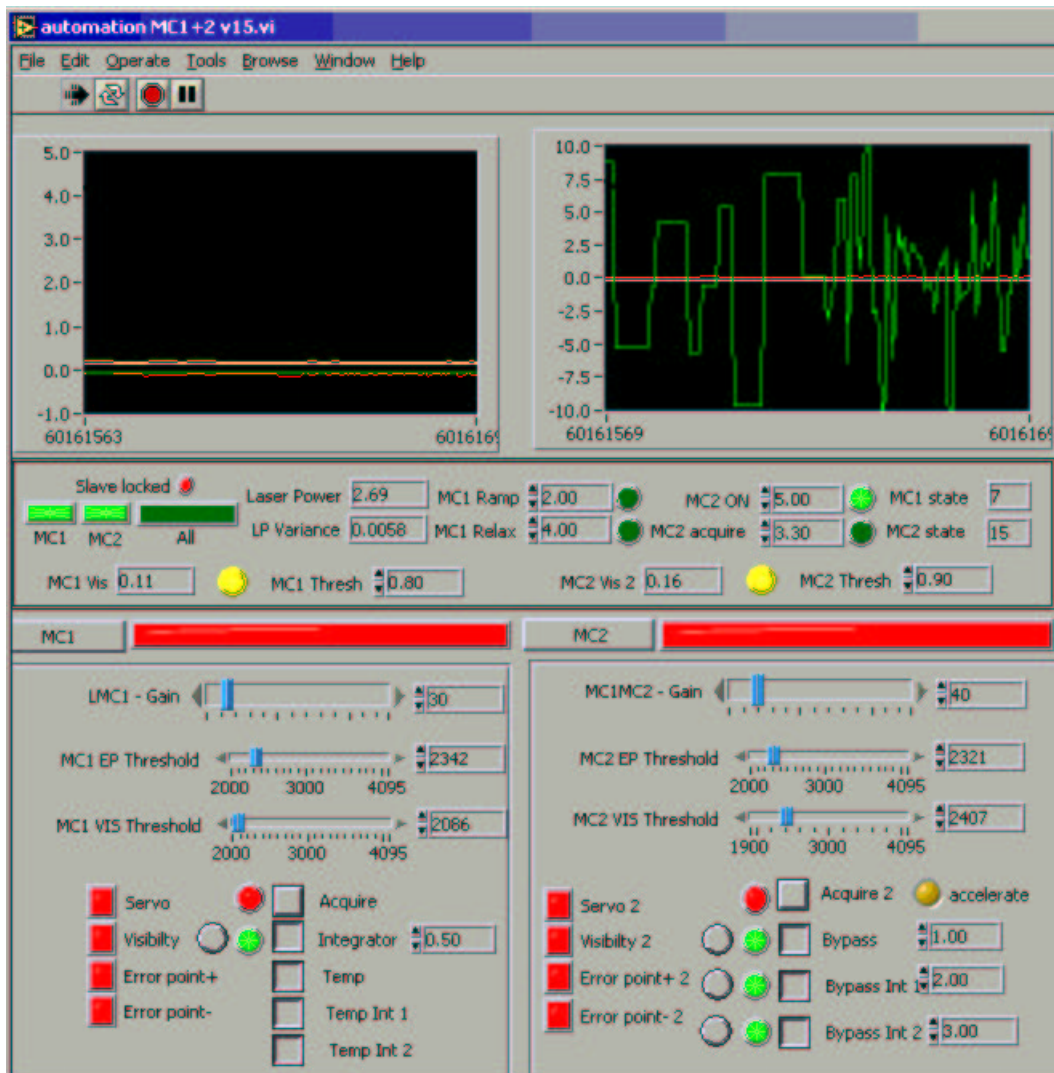 automation MC1+2 v15.vi
File Edit Operate Tools Browse Window Help
5.0
4.0
3.0
2.0
1.0
0.0
-1.0
60161563 6016169
10.0
7.5
5.0
2.5
0.0
-2.5
-5.0
-7.5
-10.0
60161569 6016169
Slave locked
MC1 MC2 All
Laser Power 2.69 MC1 Ramp 2.00 MC2 ON 5.00 MC1 state 7
LP Variance 0.0058 MC1 Relax 4.00 MC2 acquire 3.30 MC2 state 15
MC1 Vis 0.11 MC1 Thresh 0.80 MC2 Vis 2 0.16 MC2 Thresh 0.90
MC1
LMC1 - Gain 30
MC1 EP Threshold 2342
2000 3000 4095
MC1 VIS Threshold 2086
2000 3000 4095
Servo Acquire
Visibilty Integrator 0.50
Error point+ Temp
Error point- Temp Int 1
Temp Int 2
MC2
MC1MC2 - Gain 40
MC2 EP Threshold 2321
2000 3000 4095
MC2 VIS Threshold 2407
1900 3000 4095
Servo 2 Acquire 2 accelerate
Visibilty 2 Bypass 1.00
Error point+ 2 Bypass Int 1 2.00
Error point- 2 Bypass Int 2 3.00